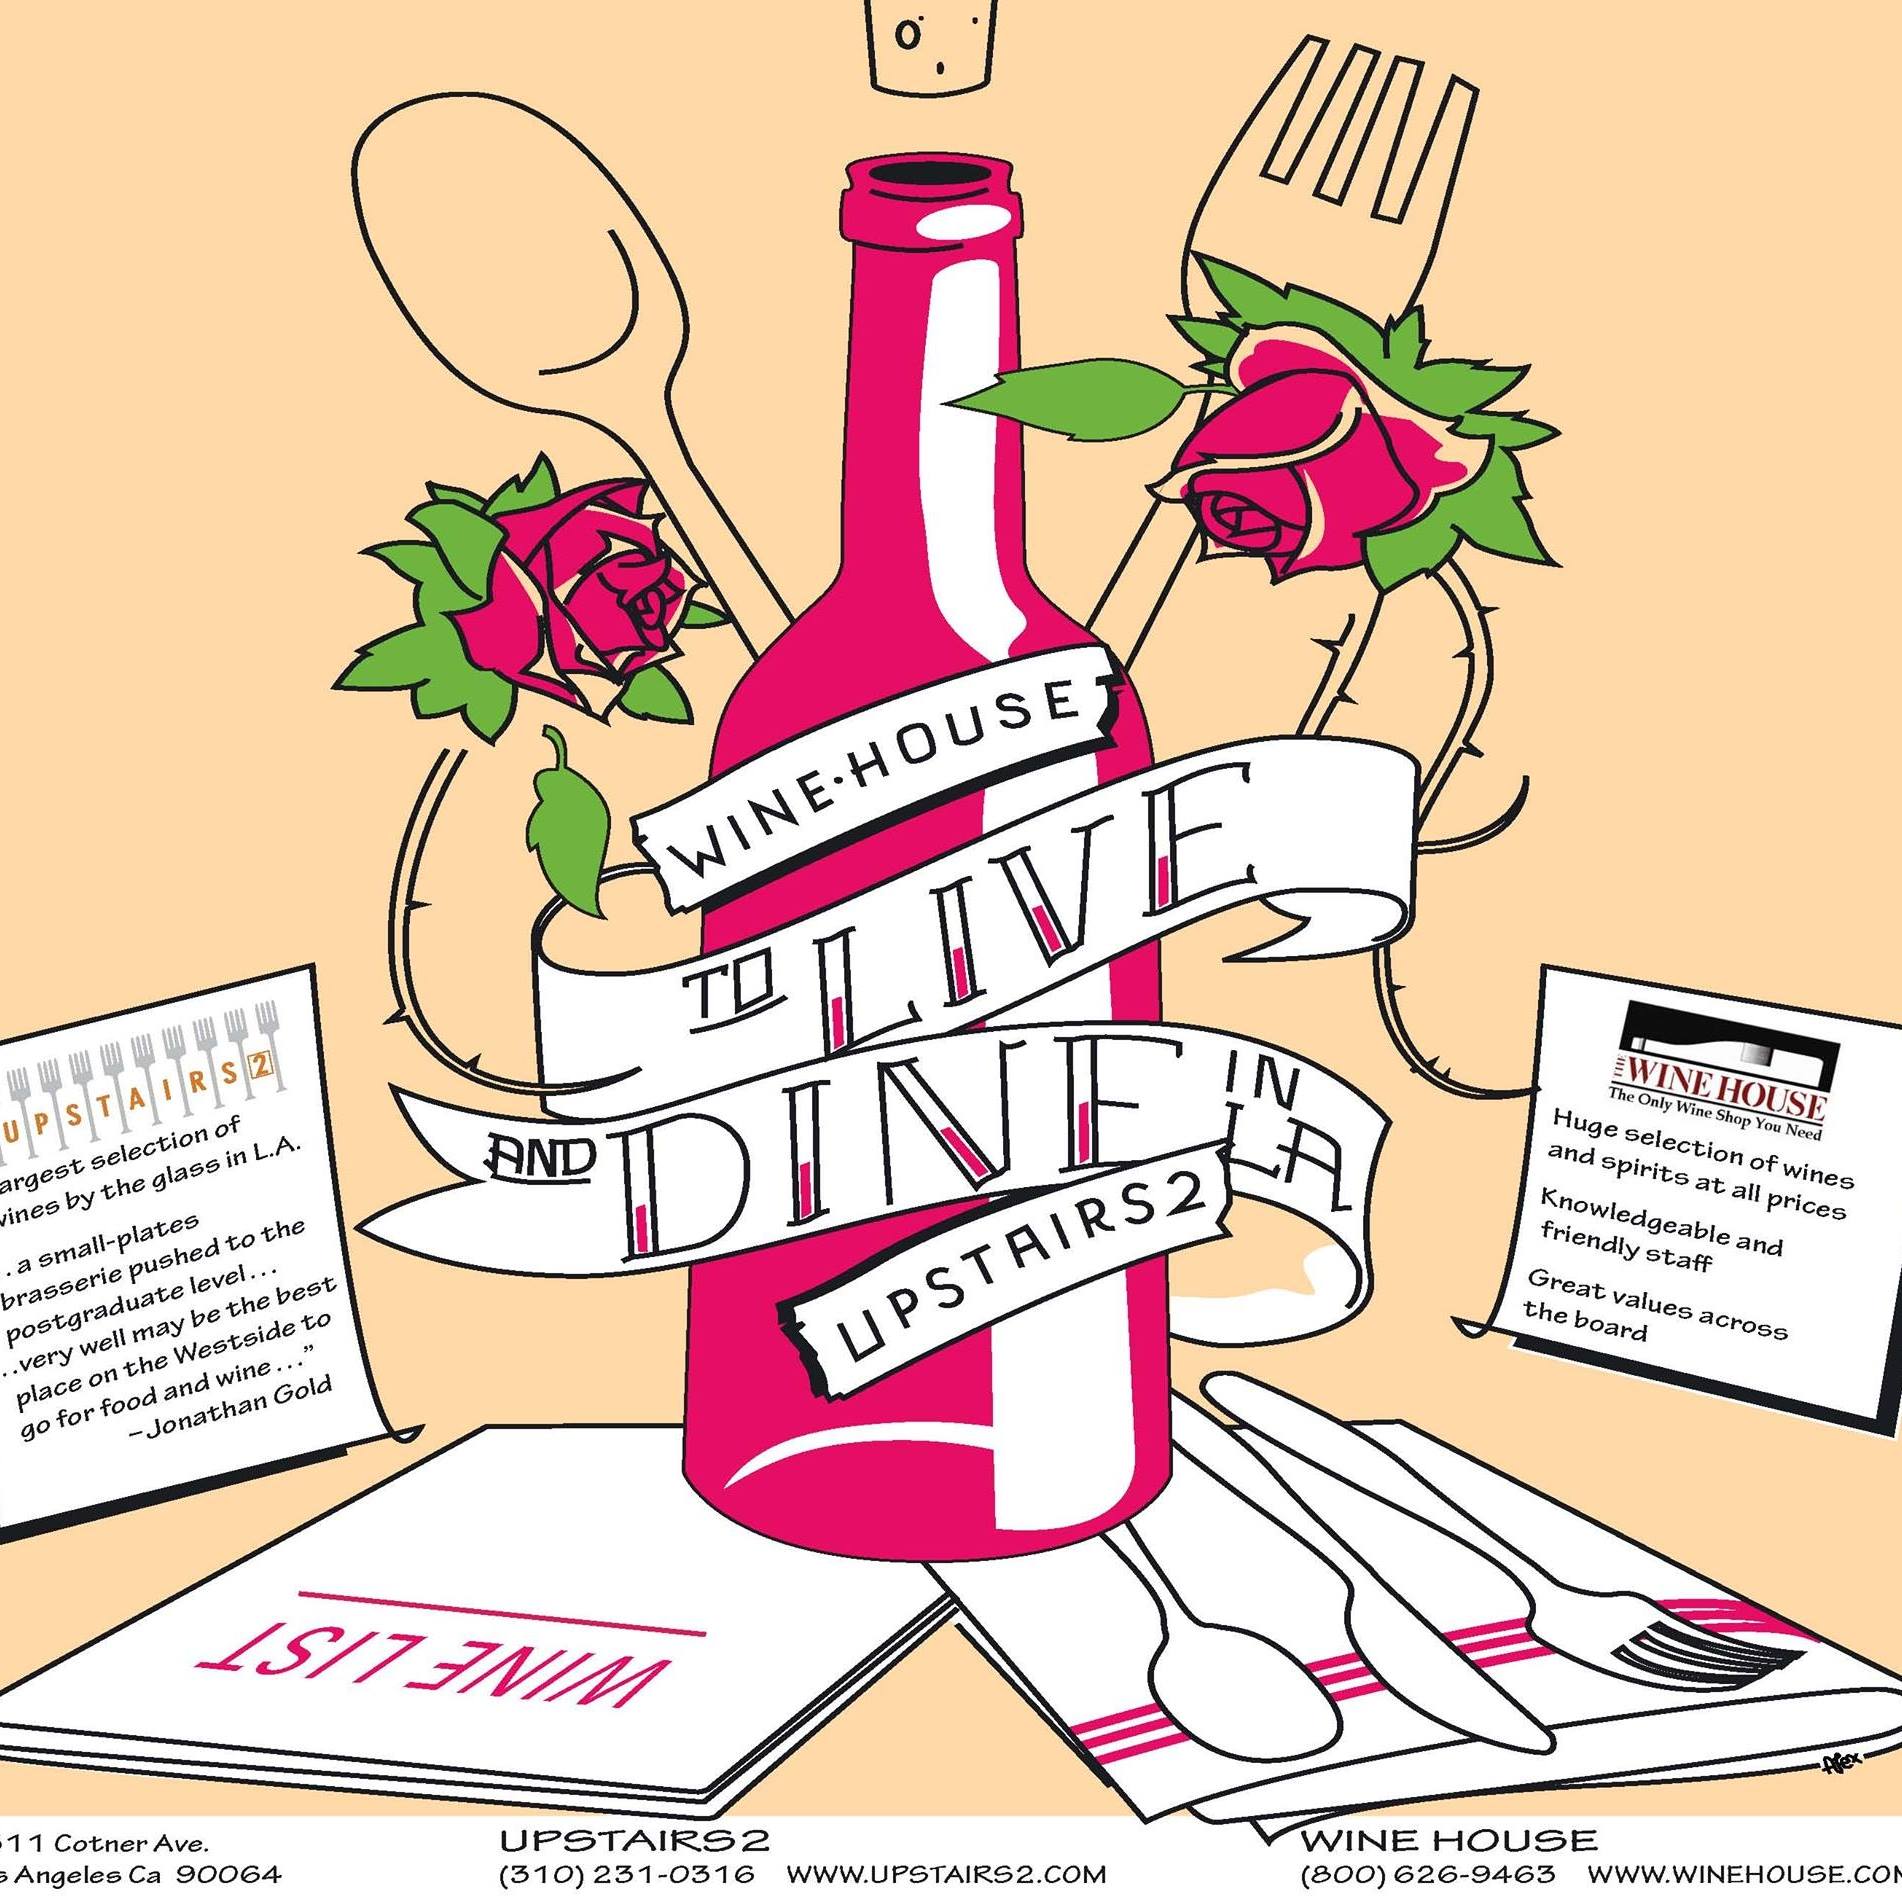 WINE·HOUSE
TO LIVE
AND DINE IN LA
UPSTAIRS2
UPSTAIRS2
argest selection of
ines by the glass in L.A.
. a small-plates
brasserie pushed to the
postgraduate level...
..very well may be the best
place on the Westside to
go for food and wine..."
-Jonathan Gold
THE WINE HOUSE
The Only Wine Shop You Need
Huge selection of wines
and spirits at all prices
Knowledgeable and
friendly staff
Great values across
the board
WINE LIST
Alex
11 Cotner Ave.
s Angeles Ca 90064
UPSTAIRS2
(310) 231-0316 WWW.UPSTAIRS2.COM
WINE HOUSE
(800) 626-9463 WWW.WINEHOUSE.COM